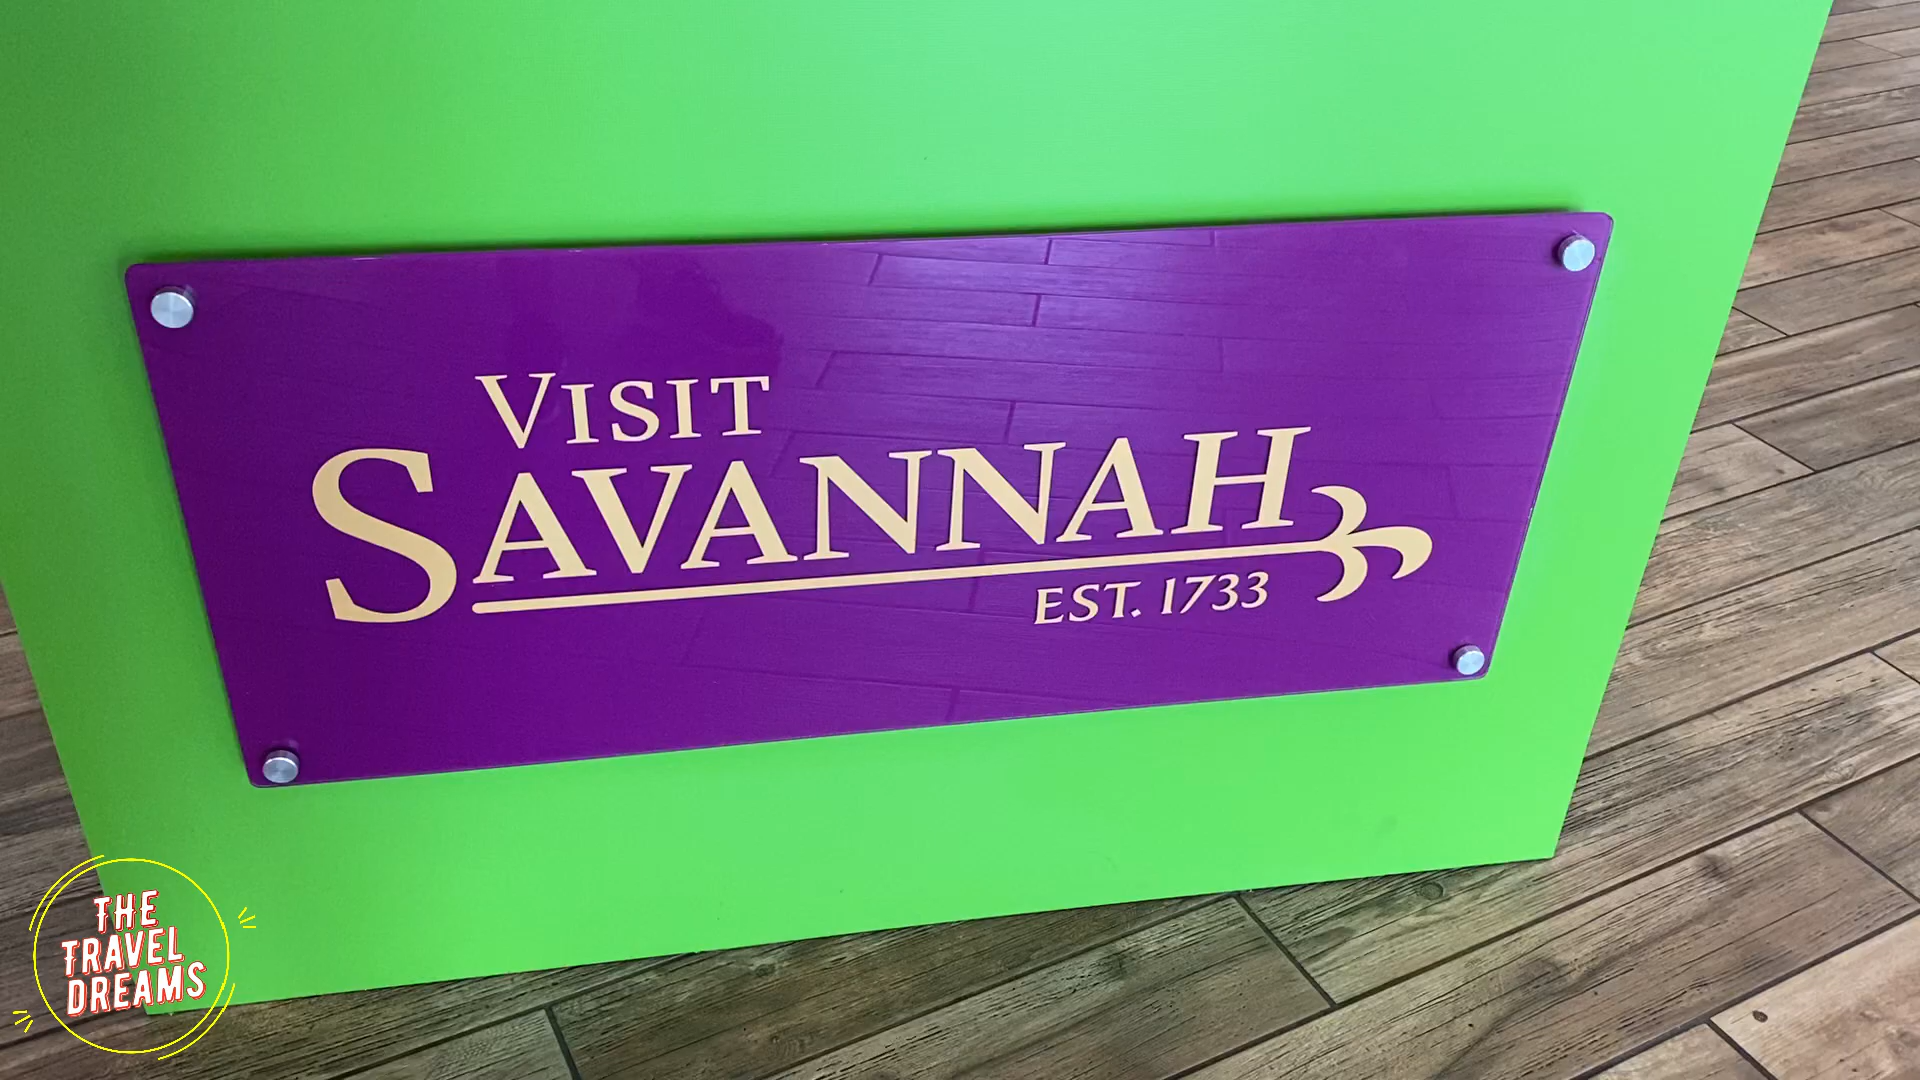 VISIT
SAVANNAH
EST. 1733
THE
TRAVEL
DREAMS